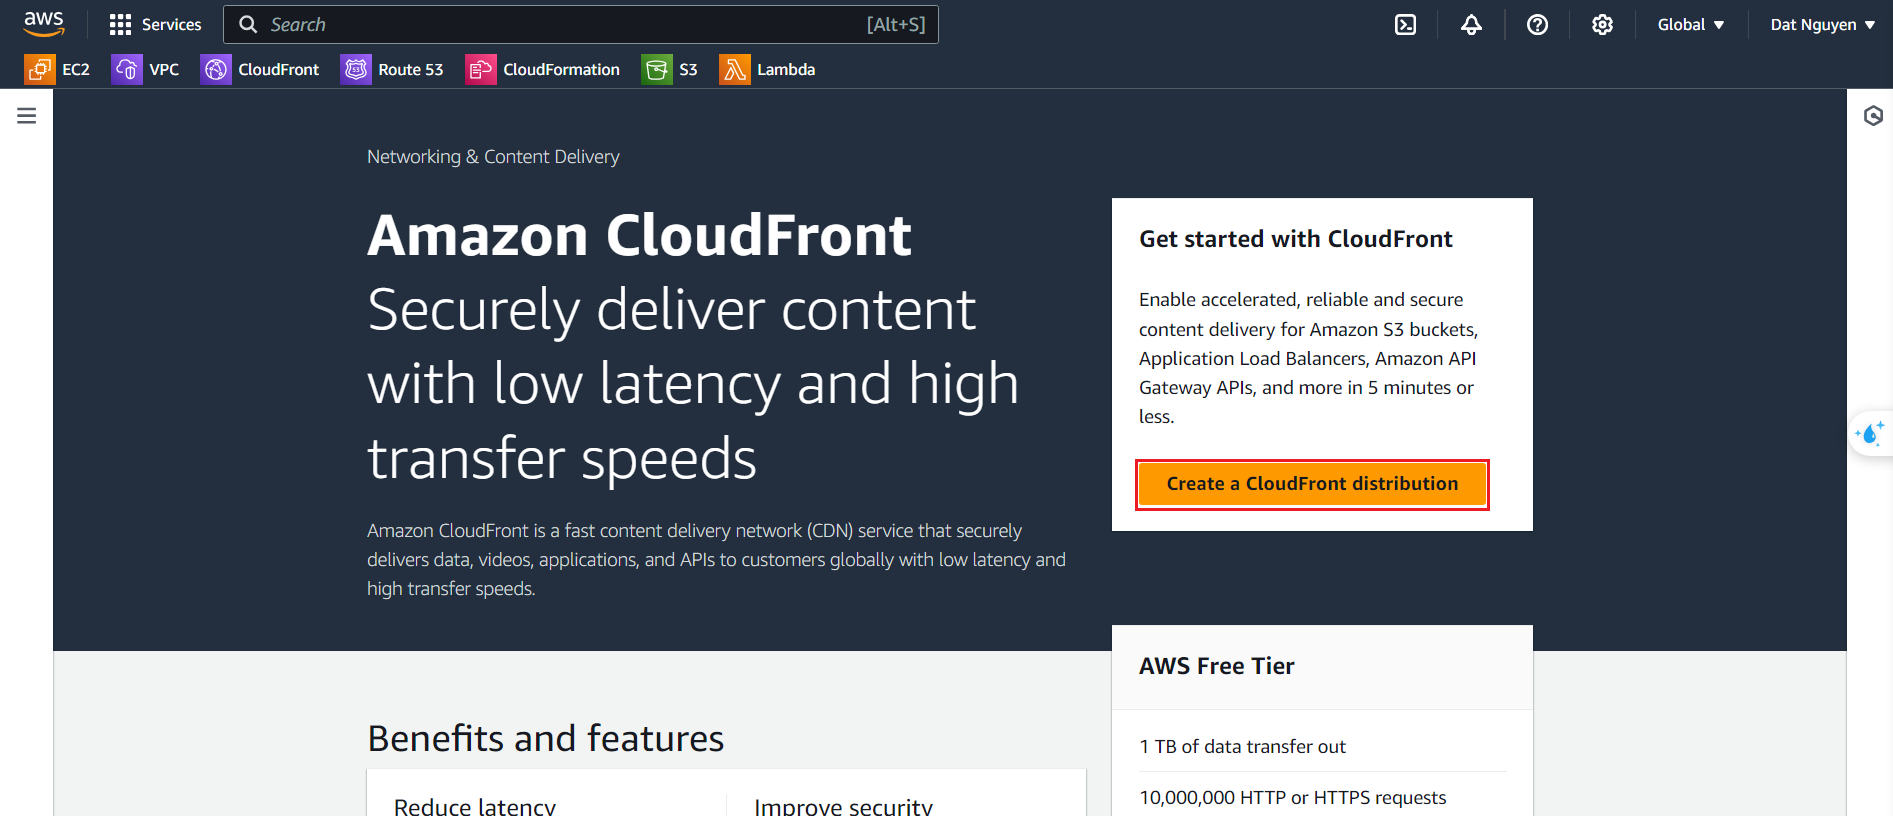 aws
Services
Search
[Alt+S]
Global
Dat Nguyen
EC2
VPC
CloudFront
53
Route 53
CloudFormation
S3
Lambda
Networking & Content Delivery
Amazon CloudFront
Securely deliver content
with low latency and high
transfer speeds
Amazon CloudFront is a fast content delivery network (CDN) service that securely
delivers data, videos, applications, and APIs to customers globally with low latency and
high transfer speeds.
Get started with CloudFront
Enable accelerated, reliable and secure
content delivery for Amazon S3 buckets,
Application Load Balancers, Amazon API
Gateway APIs, and more in 5 minutes or
less.
Create a CloudFront distribution
AWS Free Tier
1 TB of data transfer out
10,000,000 HTTP or HTTPS requests
Benefits and features
Reduce latency
Improve security